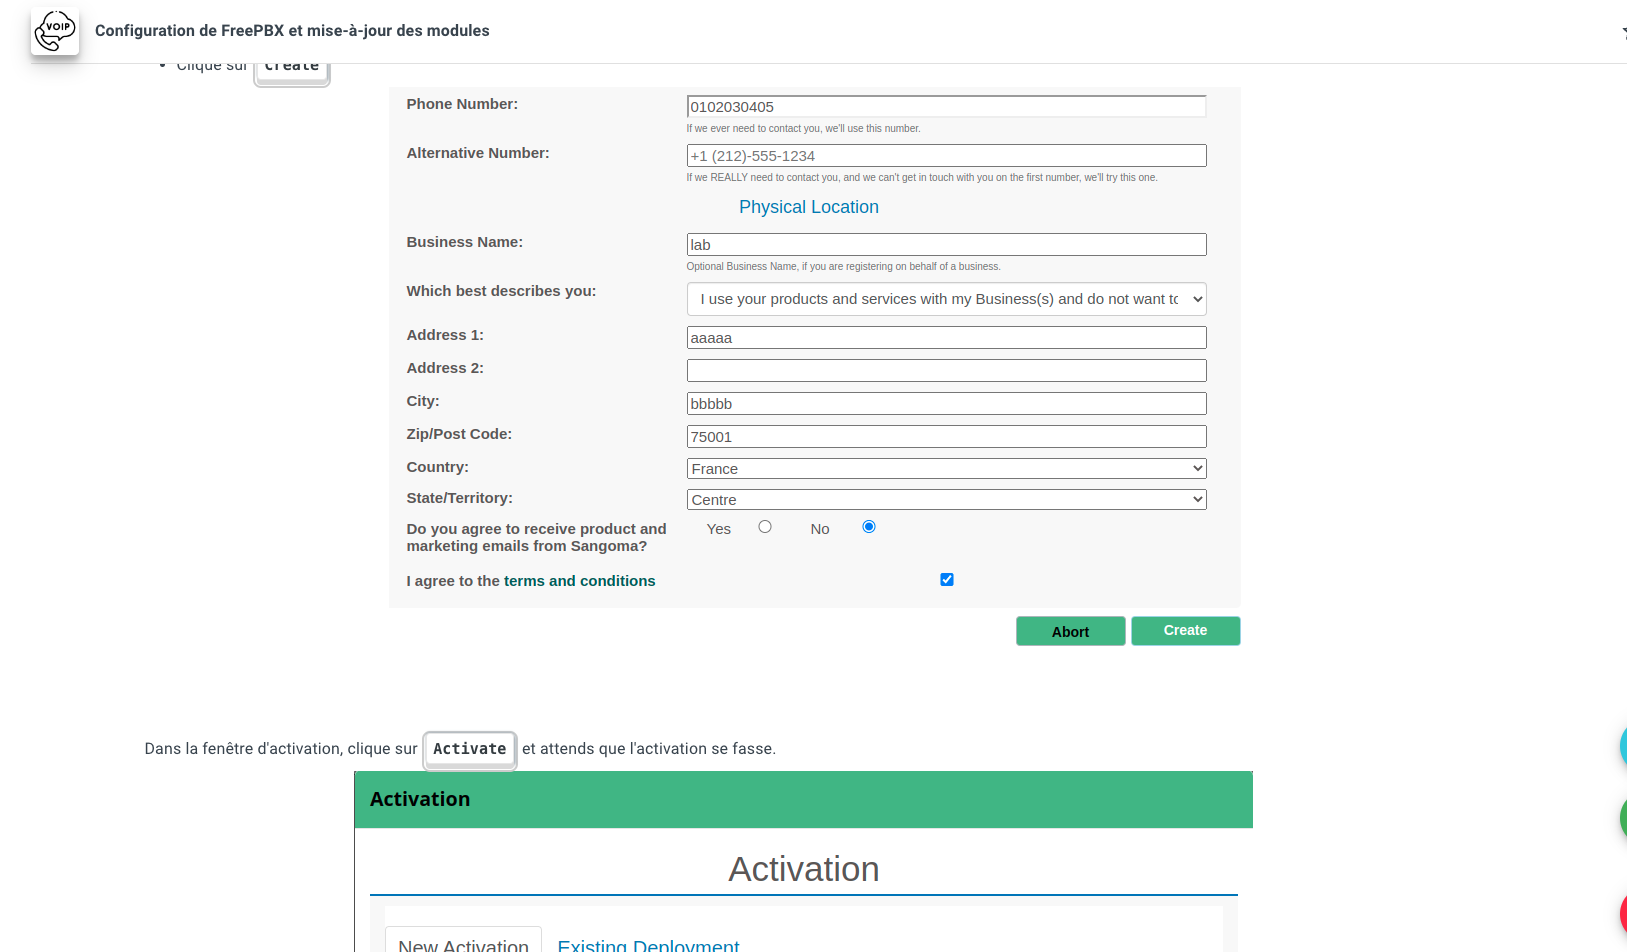 VOIP
Configuration de FreePBX et mise-à-jour des modules
• Clique sur Create
Phone Number: 0102030405
If we ever need to contact you, we'll use this number.
Alternative Number: +1 (212)-555-1234
If we REALLY need to contact you, and we can't get in touch with you on the first number, we'll try this one.
Physical Location
Business Name: lab
Optional Business Name, if you are registering on behalf of a business.
Which best describes you: I use your products and services with my Business(s) and do not want to
Address 1: aaaaa
Address 2:
City: bbbbb
Zip/Post Code: 75001
Country: France
State/Territory: Centre
Do you agree to receive product and Yes No
marketing emails from Sangoma?
I agree to the terms and conditions
Abort Create
Dans la fenêtre d'activation, clique sur Activate et attends que l'activation se fasse.
Activation
Activation
New Activation Existing Deployment